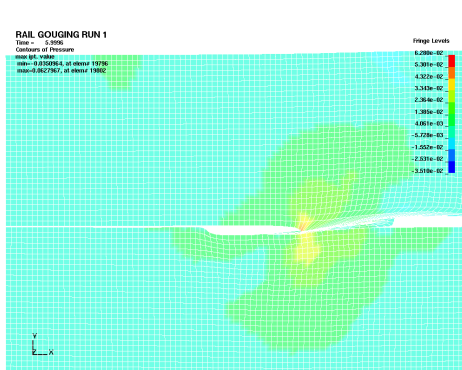 RAIL GOUGING RUN 1
Time = 5.9996
Contours of Pressure
max ipt. value
min=-0.0350964, at elem# 19796
max=0.0627967, at elem# 19802
Fringe Levels
6.280e-02
5.301e-02
4.322e-02
3.343e-02
2.364e-02
1.385e-02
4.061e-03
-5.728e-03
-1.552e-02
-2.531e-02
-3.510e-02
Y
Z X